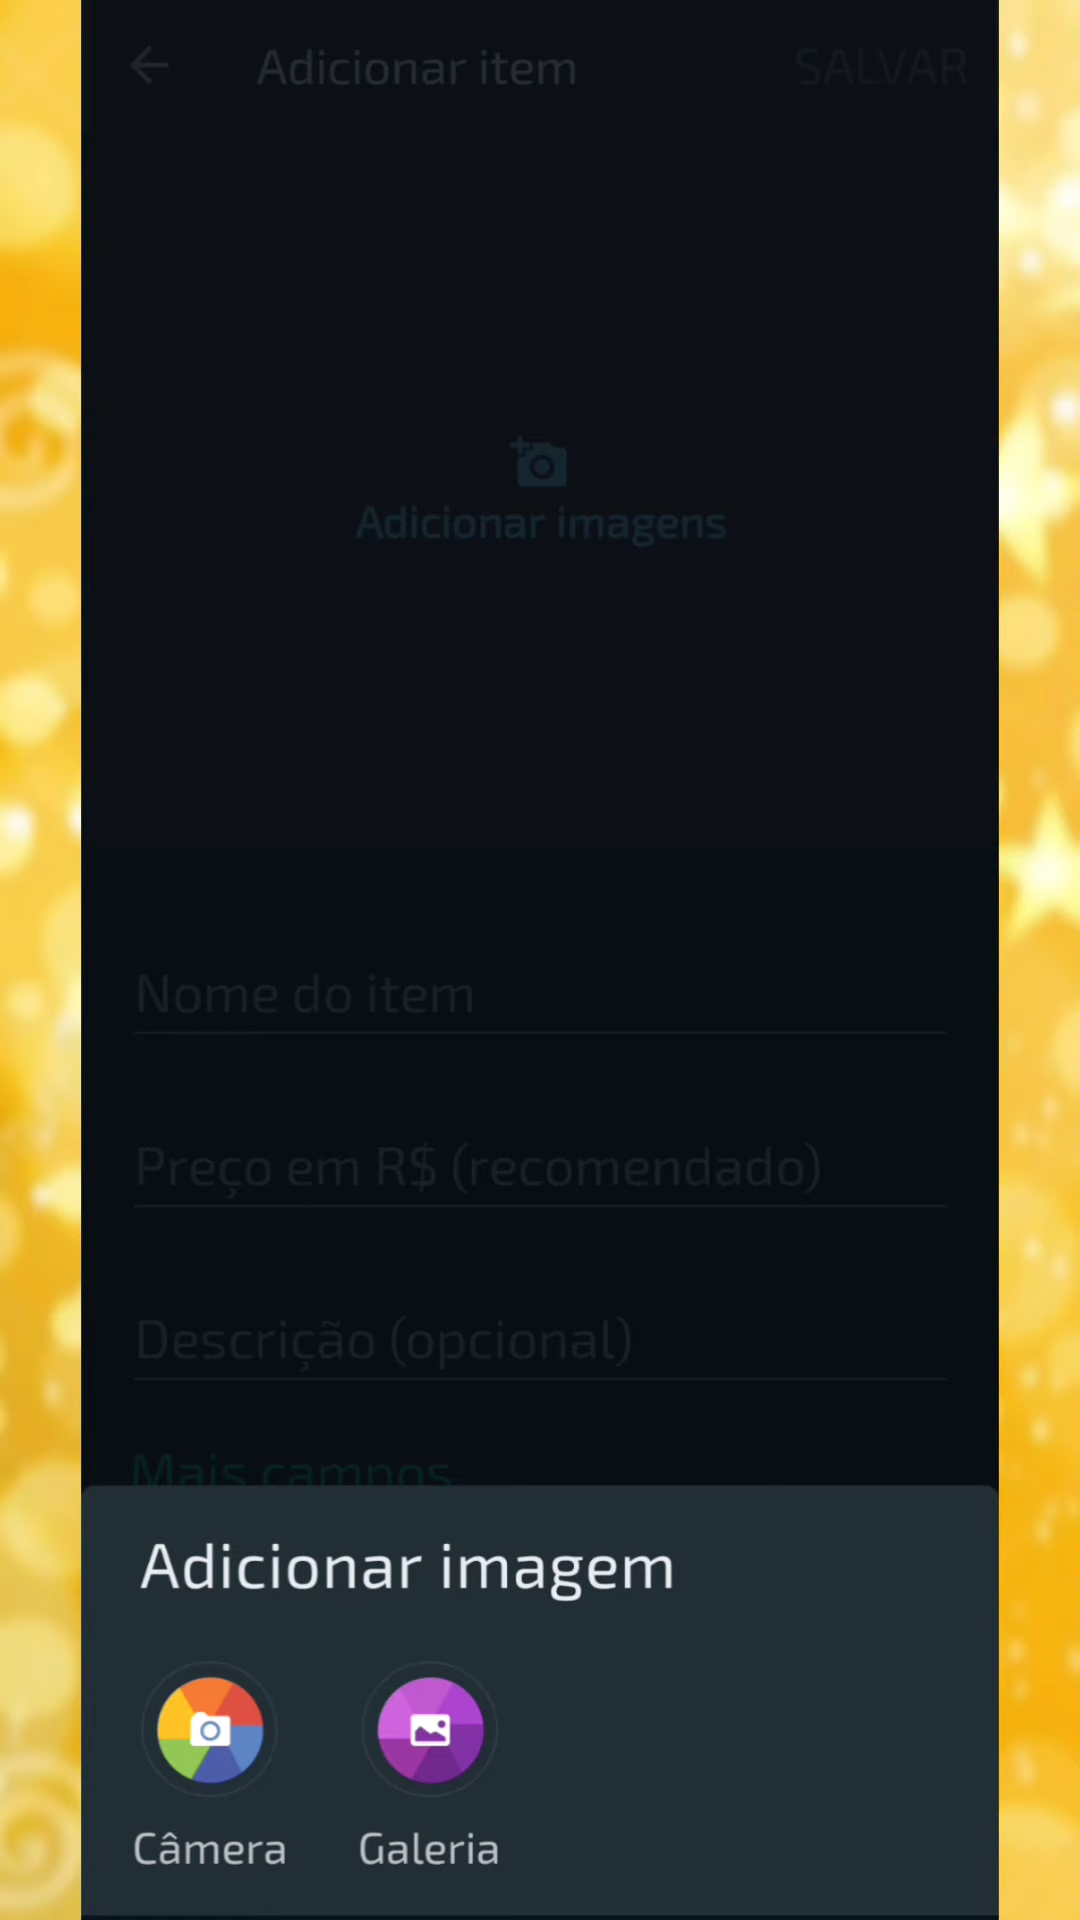 Adicionar item
SALVAR
Adicionar imagens
Nome do item
Preço em R$ (recomendado)
Descrição (opcional)
Mais campos
Adicionar imagem
Câmera
Galeria